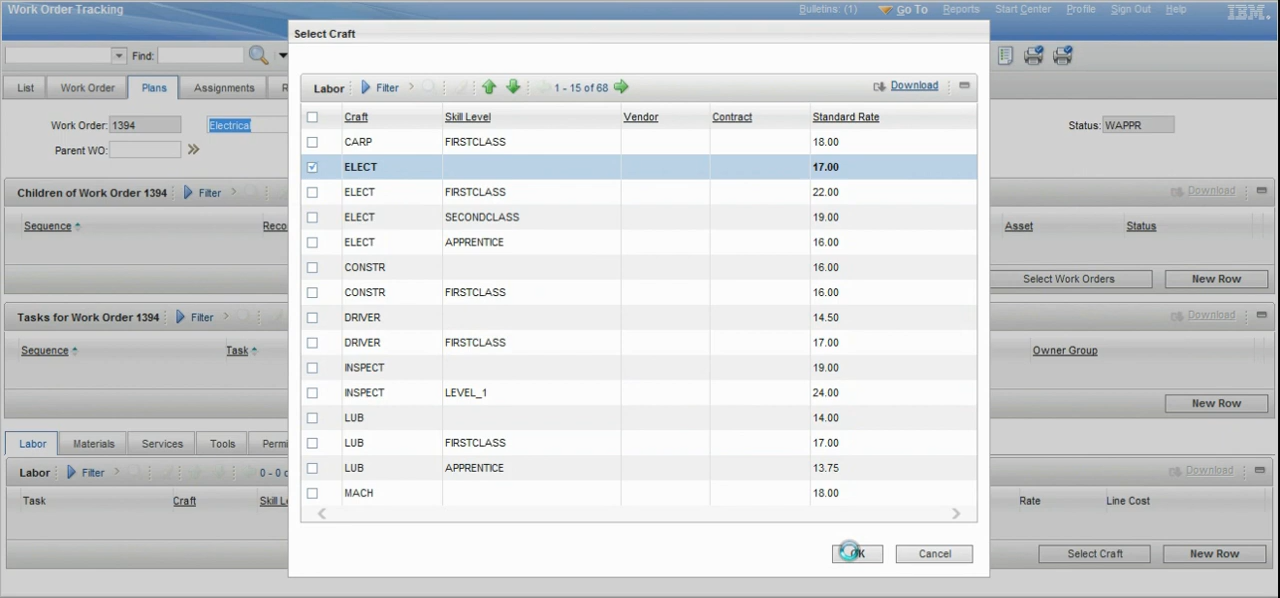 Work Order Tracking
Bulletins: (1) Go To Reports Start Center Profile Sign Out Help IBM.
Find:
List Work Order Plans Assignments R
Work Order: 1394 Electrical Status: WAPPR
Parent WO:
Children of Work Order 1394 Filter Download
Sequence Reco Asset Status
Select Work Orders New Row
Tasks for Work Order 1394 Filter Download
Sequence Task Owner Group
New Row
Labor Materials Services Tools Permi
Labor Filter 0 - 0 Download
Task Craft Skill L Rate Line Cost
Select Craft New Row
Select Craft
Labor Filter 1 - 15 of 68 Download
Craft Skill Level Vendor Contract Standard Rate
CARP FIRSTCLASS 18.00
ELECT 17.00
ELECT FIRSTCLASS 22.00
ELECT SECONDCLASS 19.00
ELECT APPRENTICE 16.00
CONSTR 16.00
CONSTR FIRSTCLASS 16.00
DRIVER 14.50
DRIVER FIRSTCLASS 17.00
INSPECT 19.00
INSPECT LEVEL_1 24.00
LUB 14.00
LUB FIRSTCLASS 17.00
LUB APPRENTICE 13.75
MACH 18.00
OK Cancel